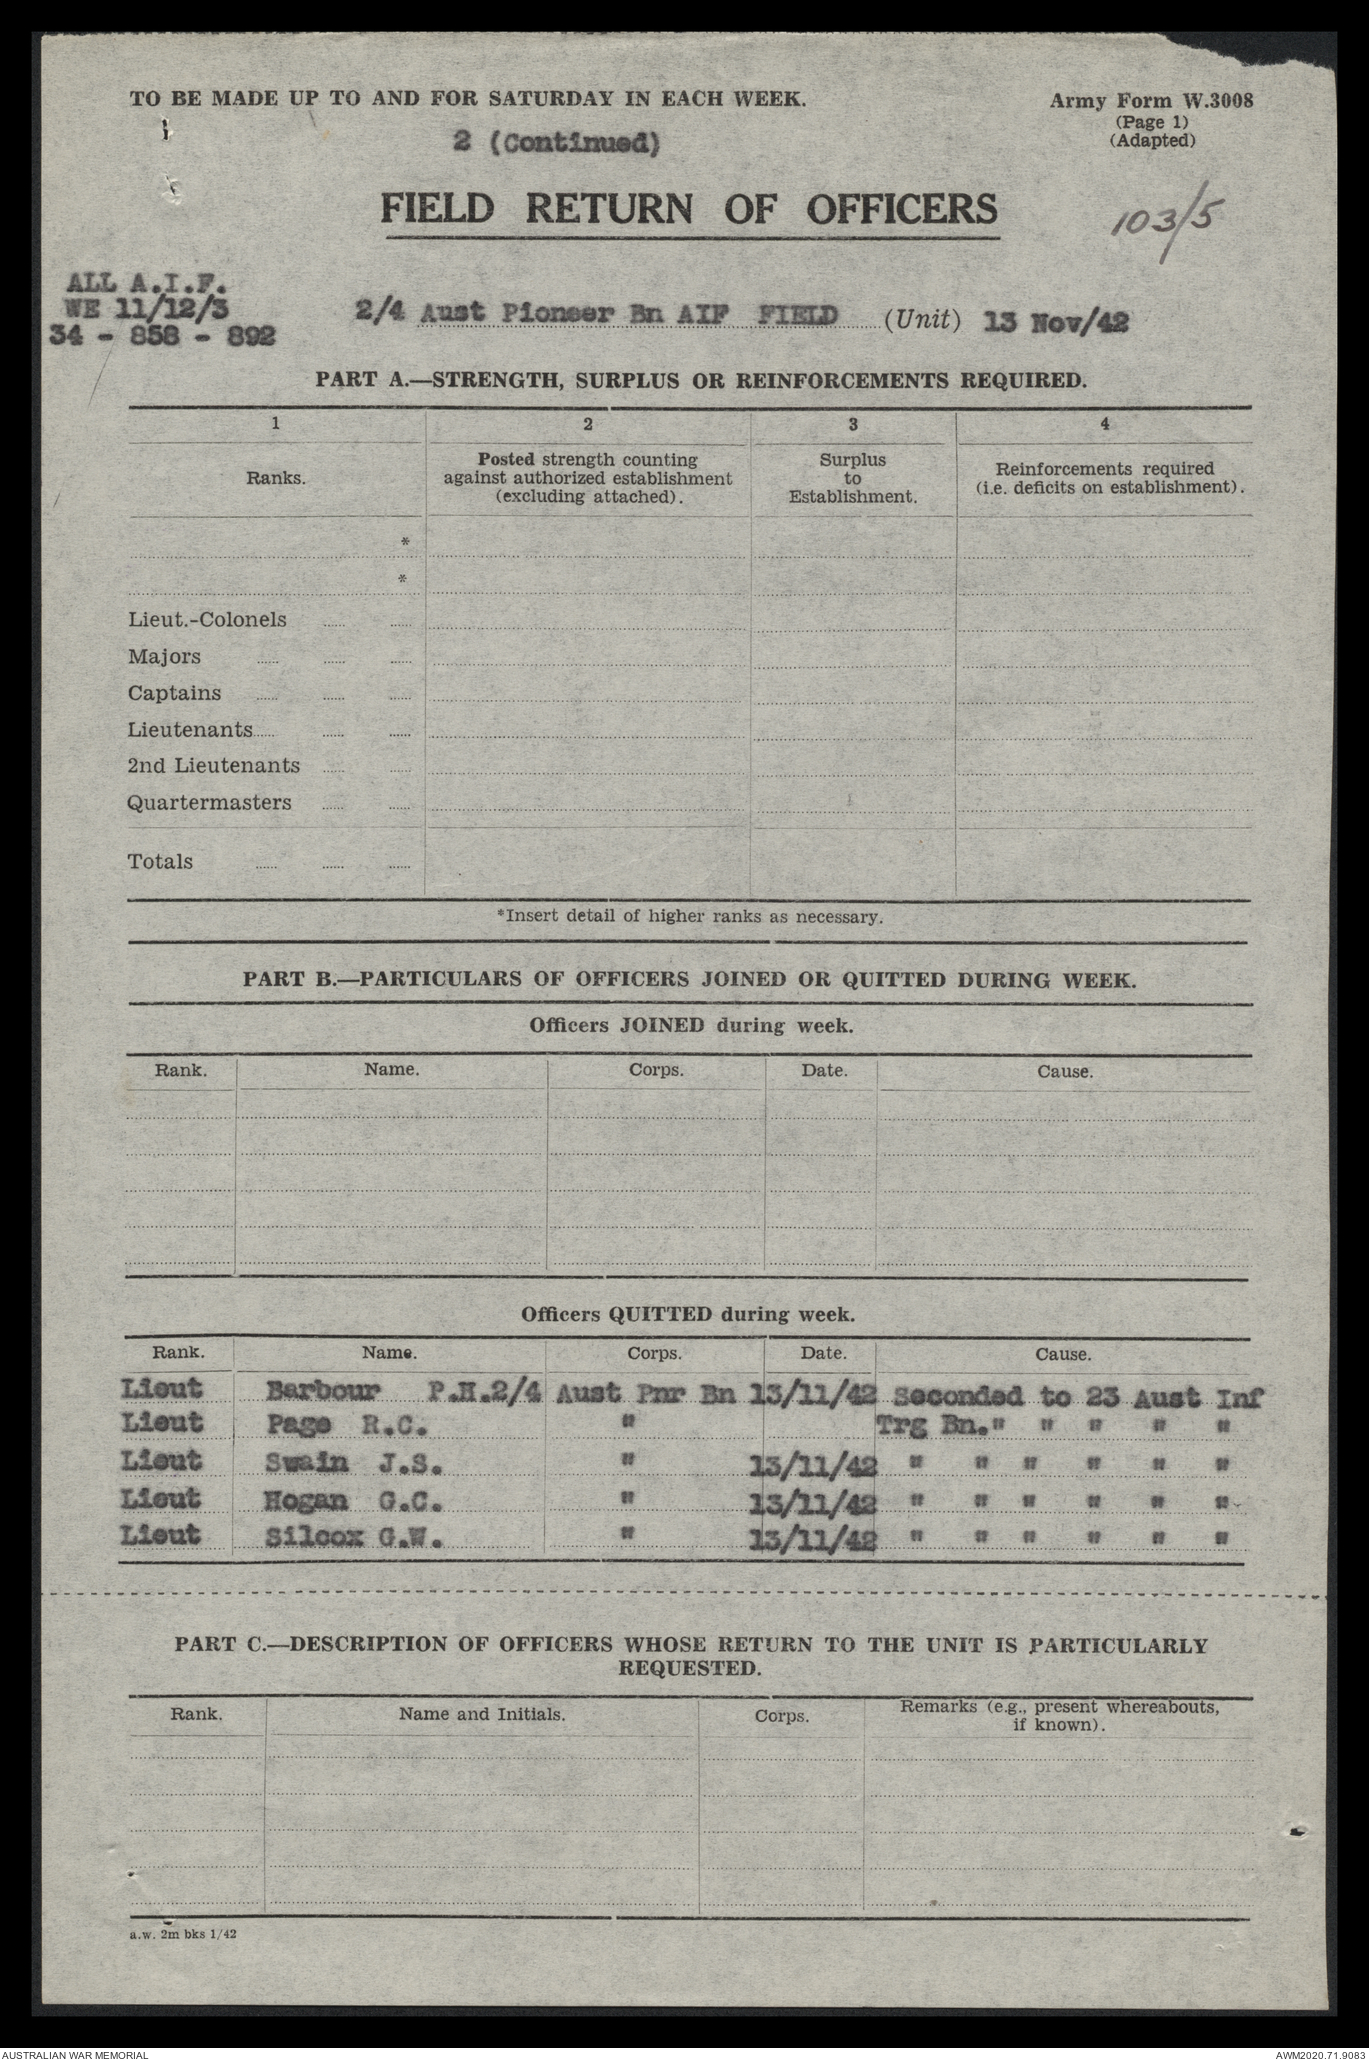 TO BE MADE UP TO AND FOR SATURDAY IN EACH WEEK.
Army Form W.3008
(Page 1)
(Adapted)
2 (Continued)
FIELD RETURN OF OFFICERS
103/5
ALL A.I.F.
WE 11/12/3
34 - 858 - 892
2/4 Aust Pioneer Bn AIF FIELD (Unit) 13 Nov/42
PART A.—STRENGTH, SURPLUS OR REINFORCEMENTS REQUIRED.
1 2 3 4
Ranks.
Posted strength counting
against authorized establishment
(excluding attached).
Surplus
to
Establishment.
Reinforcements required
(i.e. deficits on establishment).
*
*
Lieut.-Colonels
Majors
Captains
Lieutenants
2nd Lieutenants
Quartermasters
Totals
*Insert detail of higher ranks as necessary.
PART B.—PARTICULARS OF OFFICERS JOINED OR QUITTED DURING WEEK.
Officers JOINED during week.
Rank. Name. Corps. Date. Cause.
Officers QUITTED during week.
Rank. Name. Corps. Date. Cause.
Lieut Barbour P.H. 2/4 Aust Pnr Bn 13/11/42 Seconded to 23 Aust Inf
Lieut Page R.C. " Trg Bn." " " " "
Lieut Swain J.S. " 13/11/42 " " " " " "
Lieut Hogan G.C. " 13/11/42 " " " " " "
Lieut Silcox G.W. " 13/11/42 " " " " " "
PART C.—DESCRIPTION OF OFFICERS WHOSE RETURN TO THE UNIT IS PARTICULARLY
REQUESTED.
Rank. Name and Initials. Corps. Remarks (e.g., present whereabouts,
if known).
a.w. 2m bks 1/42
AUSTRALIAN WAR MEMORIAL
AWM2020.71.9083